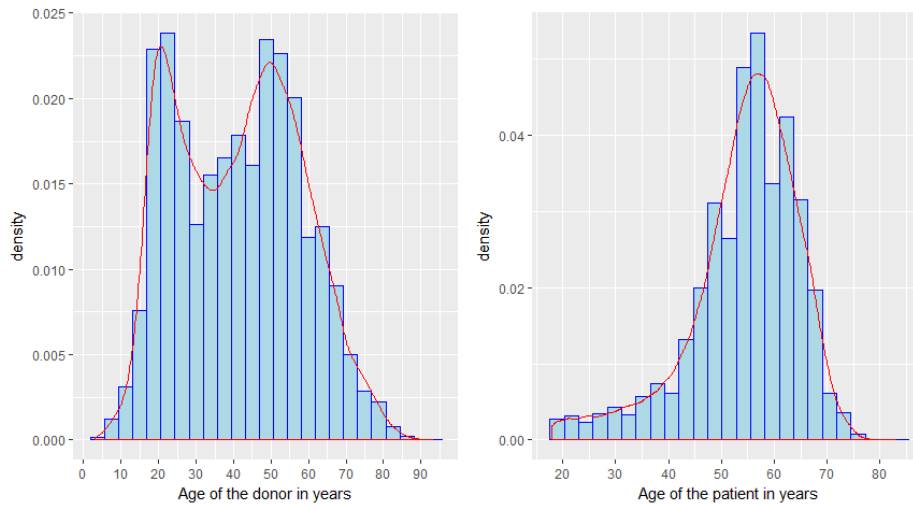 0.025
0.020
0.015
0.010
0.005
0.000
density
0 10 20 30 40 50 60 70 80 90
Age of the donor in years
0.04
0.02
0.00
density
20 30 40 50 60 70 80
Age of the patient in years